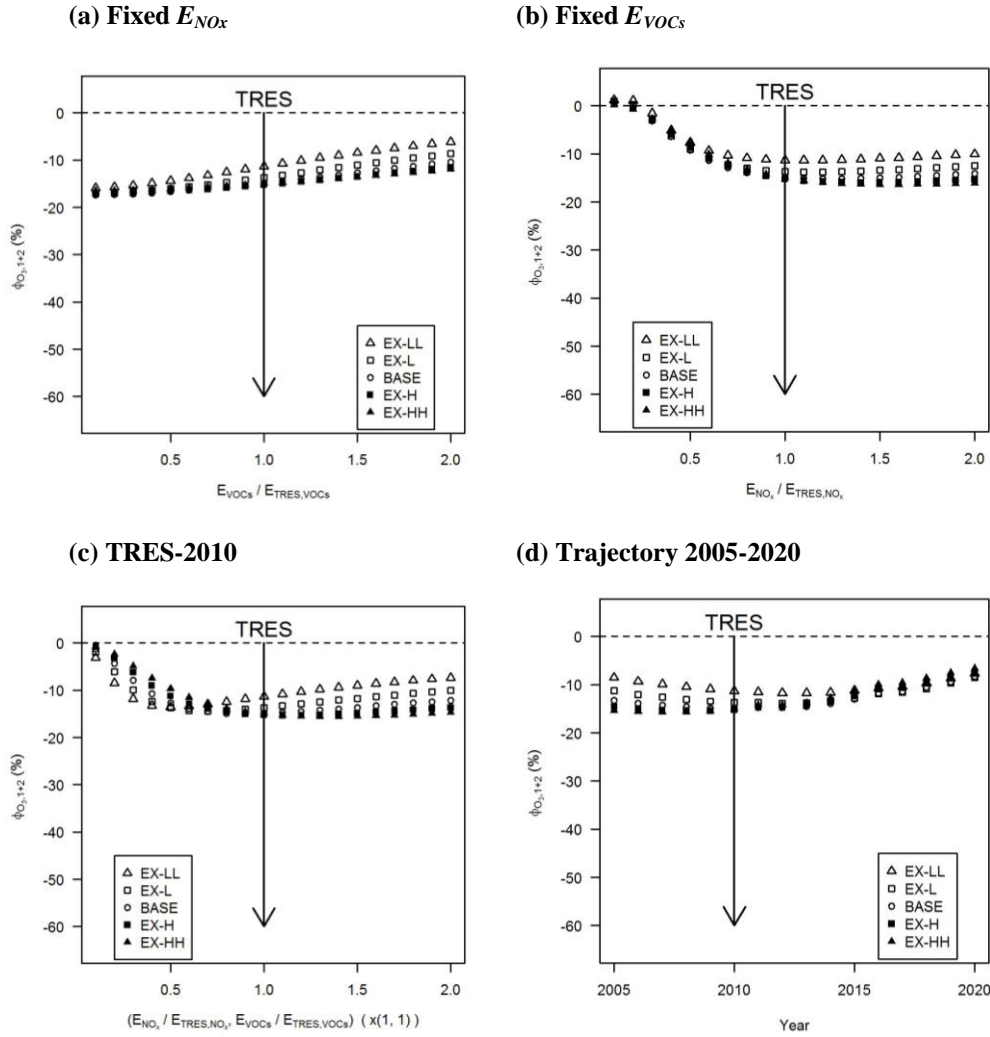 (a) Fixed E_NOx
(b) Fixed E_VOCs
TRES
0
-10
-20
-30
-40
-50
-60
ϕ_O₃,1+2 (%)
EX-LL
EX-L
BASE
EX-H
EX-HH
0.5 1.0 1.5 2.0
E_VOCs / E_TRES,VOCs
TRES
0
-10
-20
-30
-40
-50
-60
ϕ_O₃,1+2 (%)
EX-LL
EX-L
BASE
EX-H
EX-HH
0.5 1.0 1.5 2.0
E_NOₓ / E_TRES,NOₓ
(c) TRES-2010
(d) Trajectory 2005-2020
TRES
0
-10
-20
-30
-40
-50
-60
ϕ_O₃,1+2 (%)
EX-LL
EX-L
BASE
EX-H
EX-HH
0.5 1.0 1.5 2.0
(E_NOₓ / E_TRES,NOₓ, E_VOCs / E_TRES,VOCs) ( x(1, 1) )
TRES
0
-10
-20
-30
-40
-50
-60
ϕ_O₃,1+2 (%)
EX-LL
EX-L
BASE
EX-H
EX-HH
2005 2010 2015 2020
Year